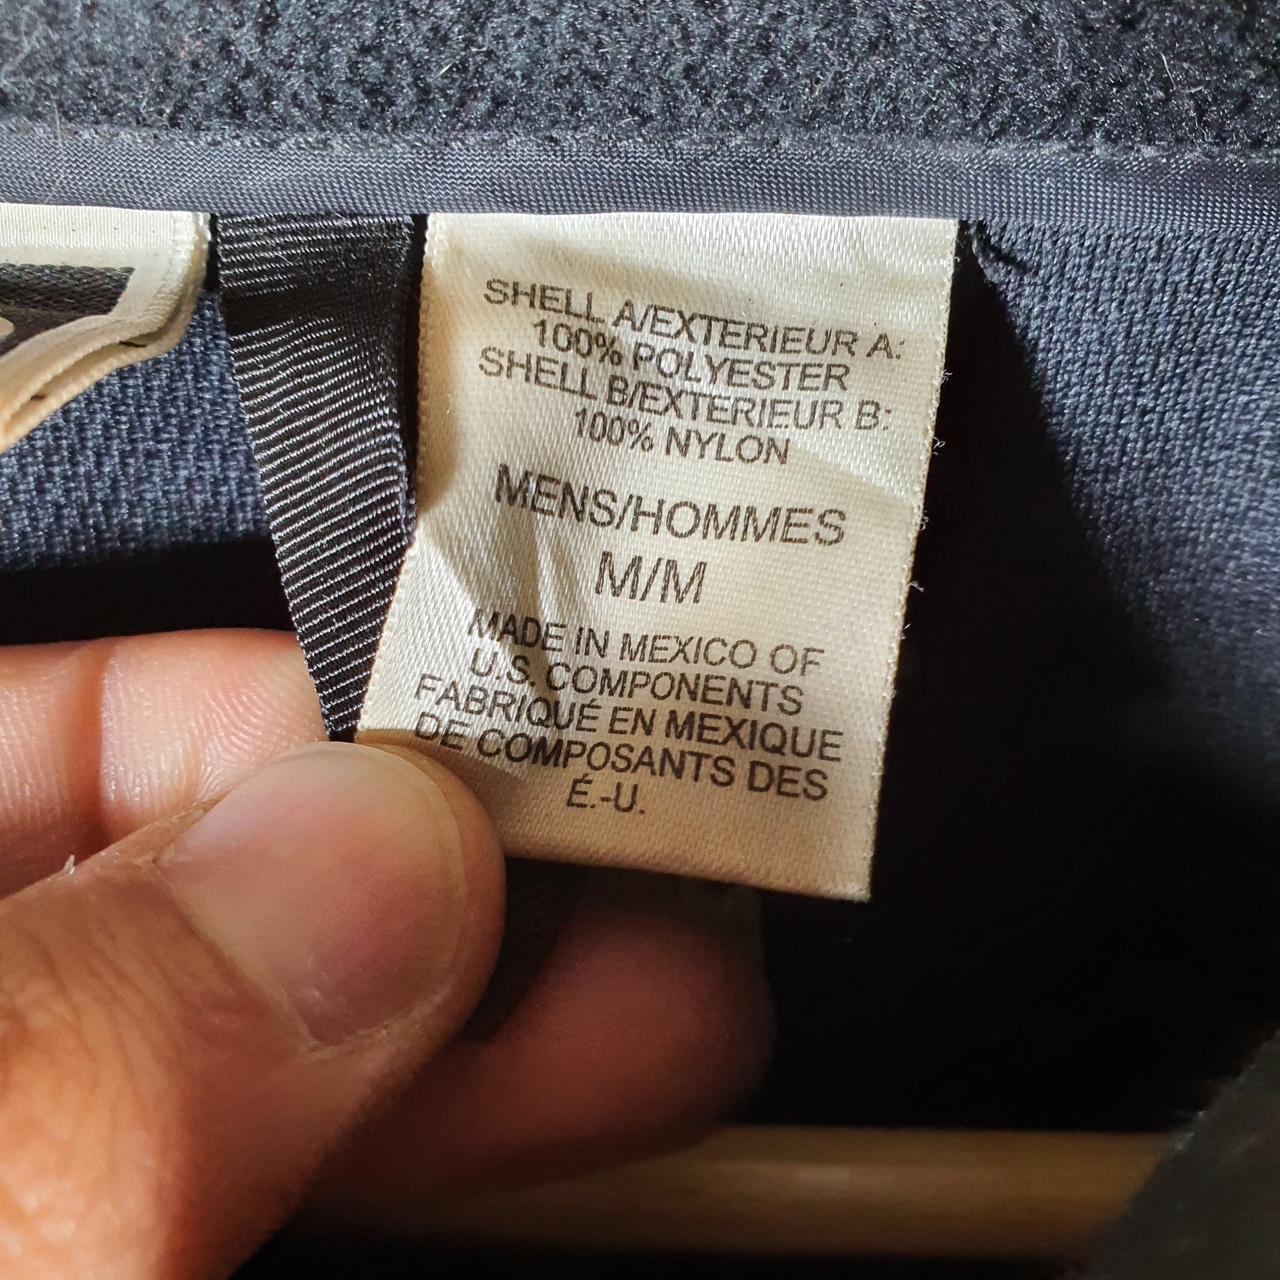 SHELL A/EXTERIEUR A:
100% POLYESTER
SHELL B/EXTERIEUR B:
100% NYLON
MENS/HOMMES
M/M
MADE IN MEXICO OF
U.S. COMPONENTS
FABRIQUÉ EN MEXIQUE
DE COMPOSANTS DES
É.-U.